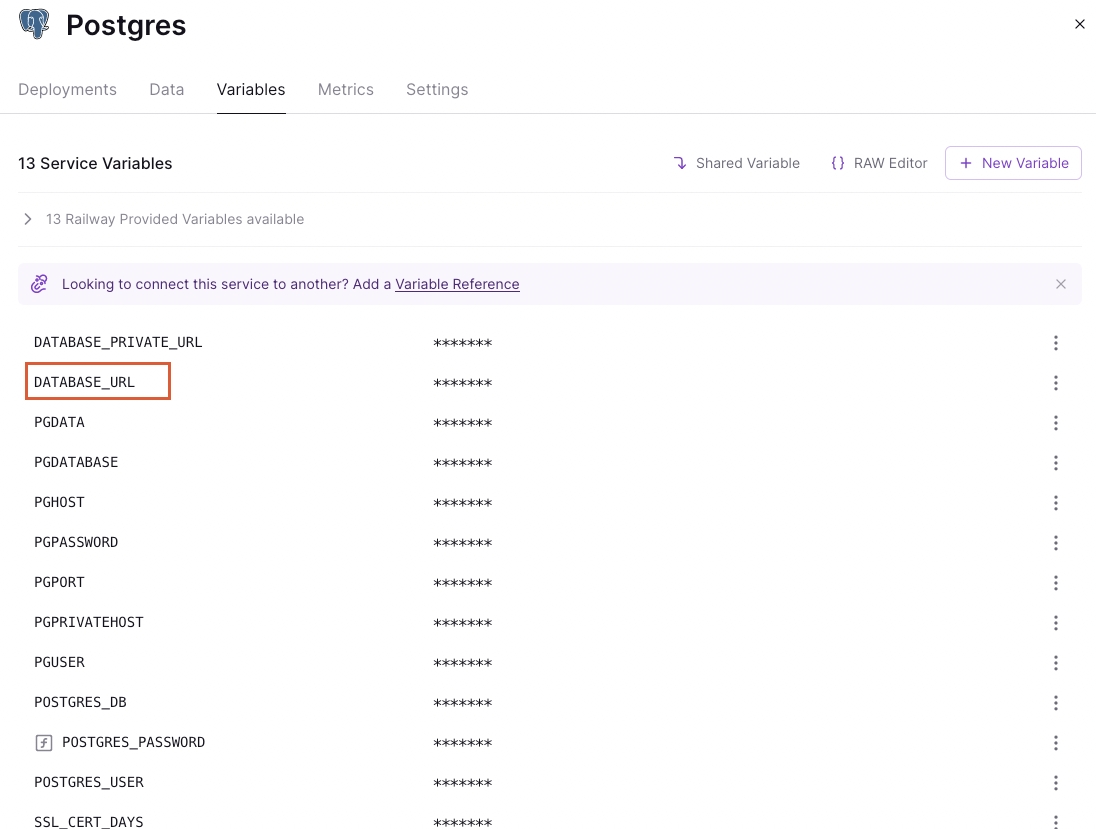 Postgres
Deployments Data Variables Metrics Settings
13 Service Variables Shared Variable {} RAW Editor + New Variable
13 Railway Provided Variables available
Looking to connect this service to another? Add a Variable Reference
DATABASE_PRIVATE_URL *******
DATABASE_URL *******
PGDATA *******
PGDATABASE *******
PGHOST *******
PGPASSWORD *******
PGPORT *******
PGPRIVATEHOST *******
PGUSER *******
POSTGRES_DB *******
POSTGRES_PASSWORD *******
POSTGRES_USER *******
SSL_CERT_DAYS *******